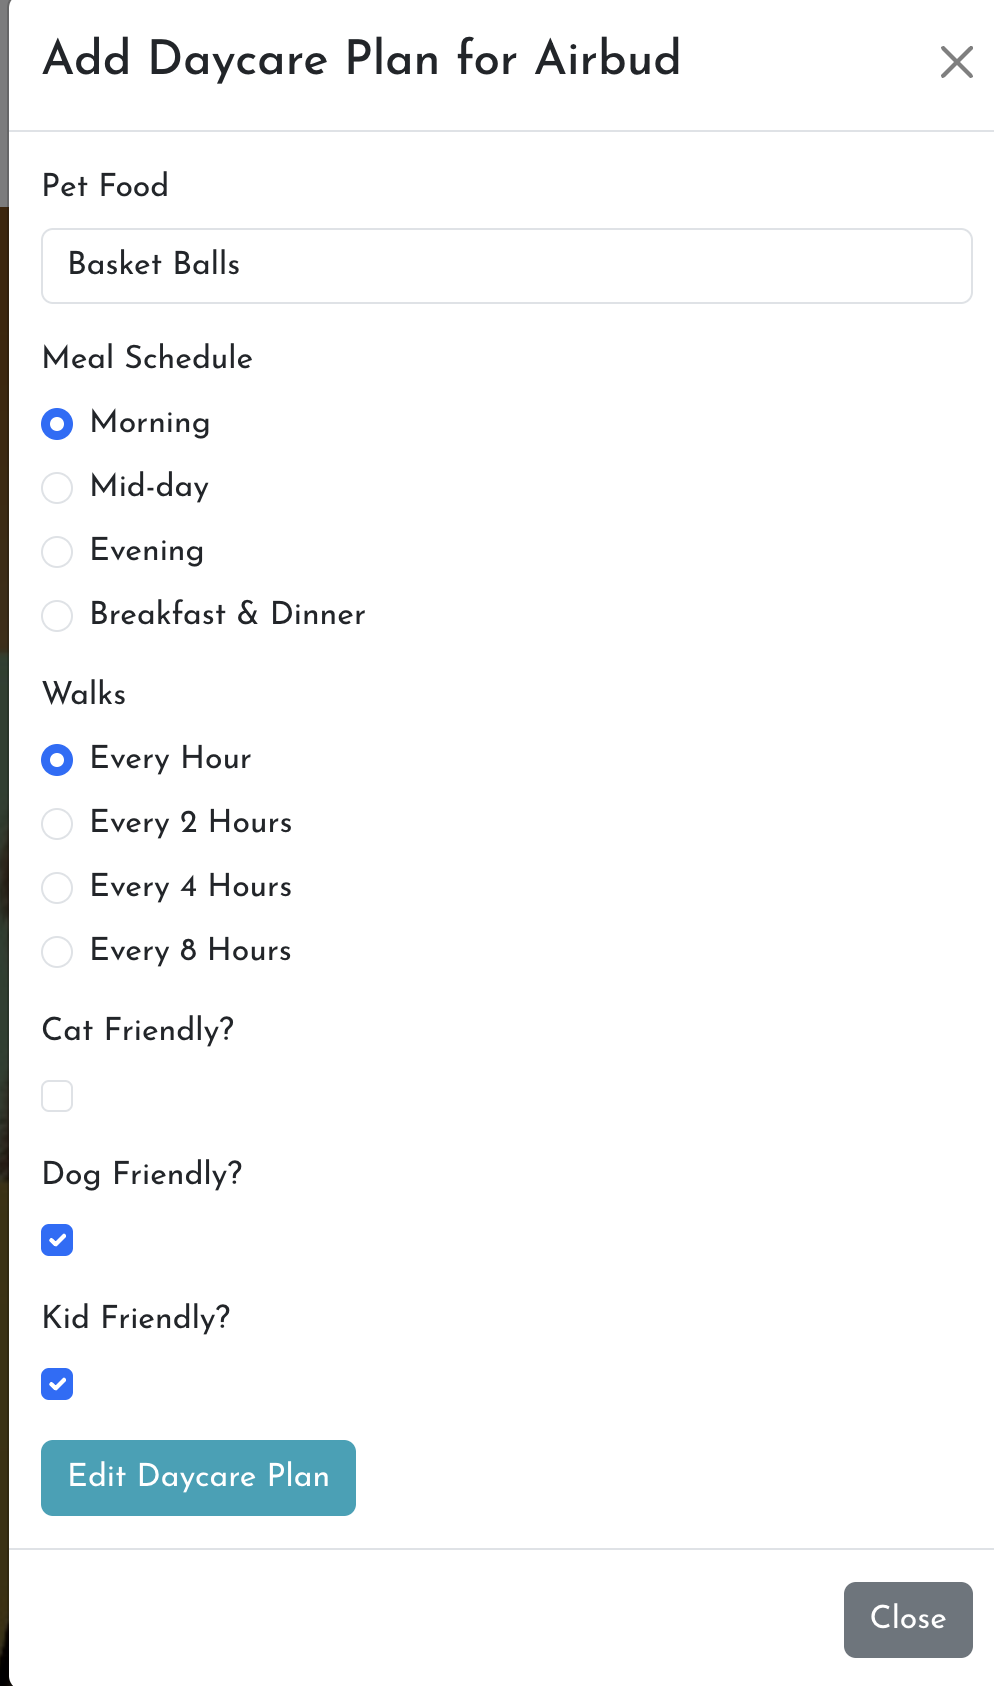 Add Daycare Plan for Airbud
Pet Food
Basket Balls
Meal Schedule
Morning
Mid-day
Evening
Breakfast & Dinner
Walks
Every Hour
Every 2 Hours
Every 4 Hours
Every 8 Hours
Cat Friendly?
Dog Friendly?
Kid Friendly?
Edit Daycare Plan
Close